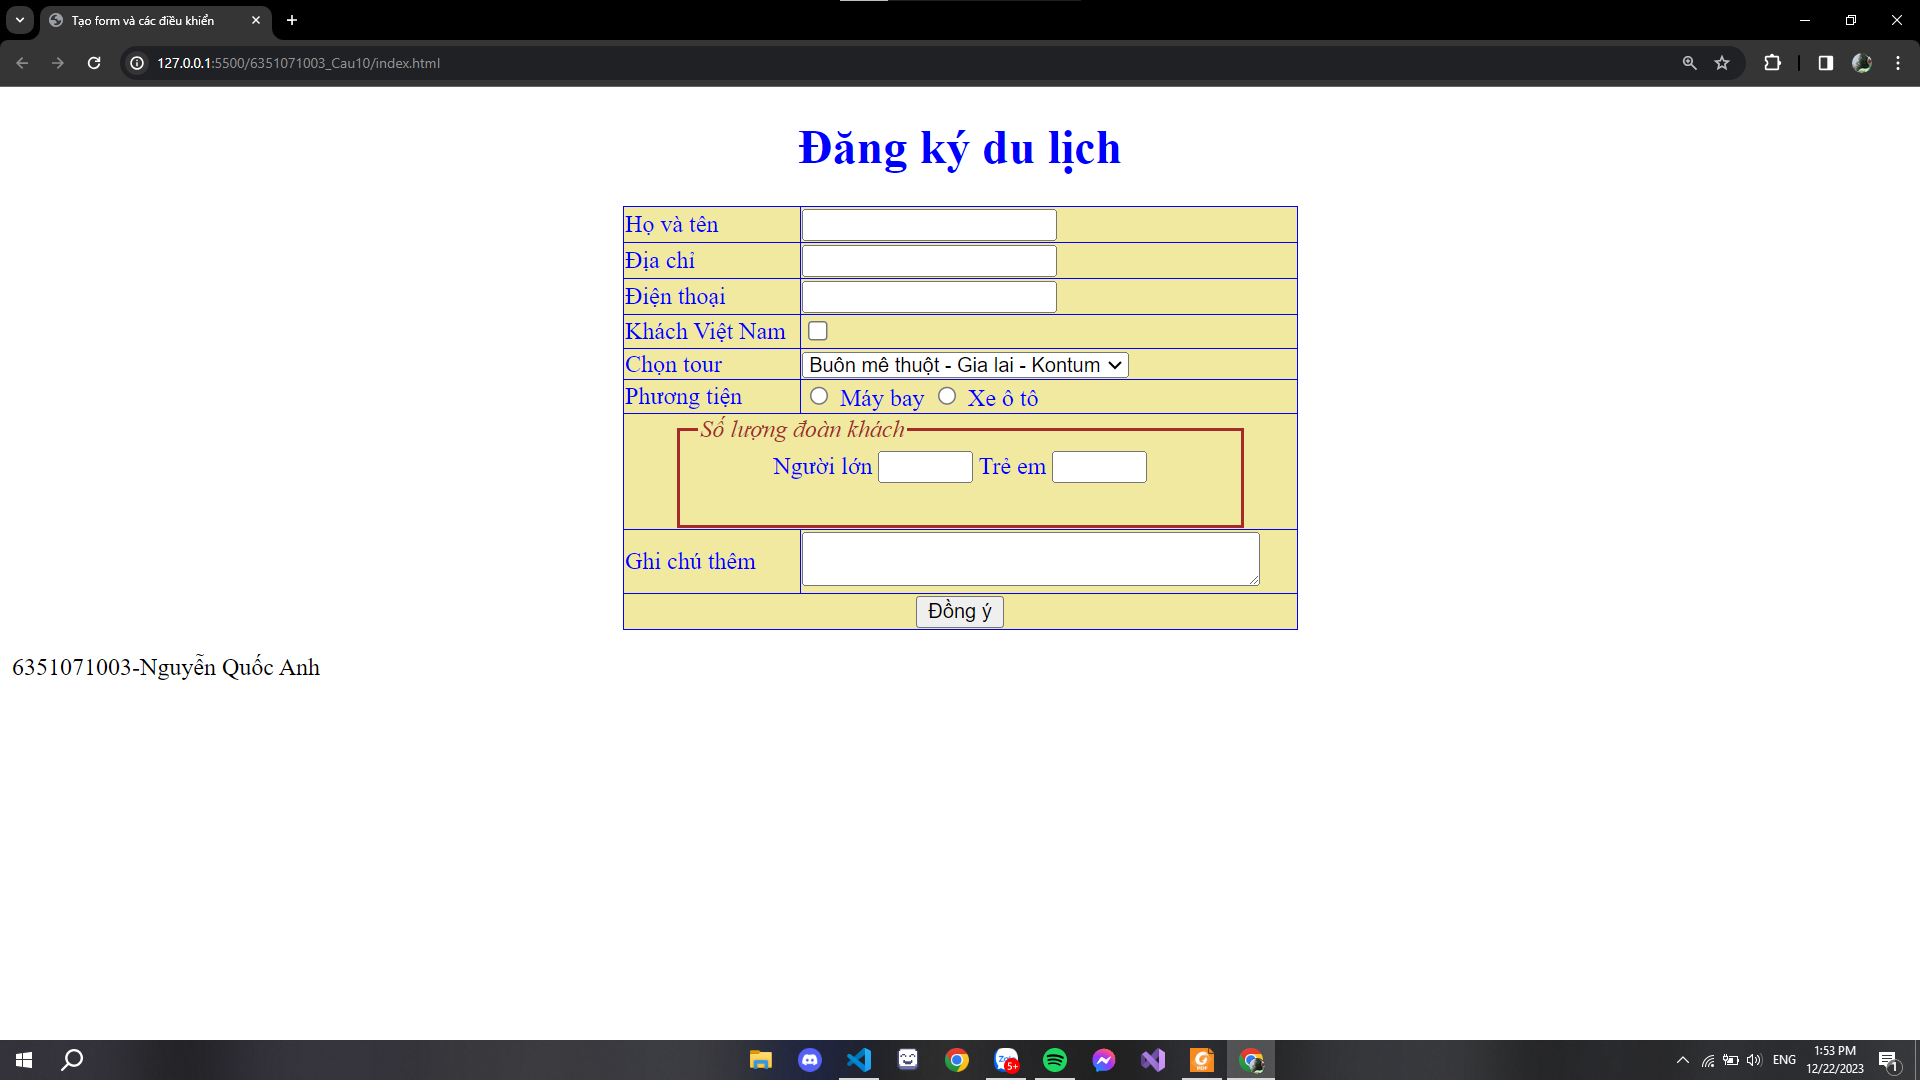 Tạo form và các điều khiển
127.0.0.1:5500/6351071003_Cau10/index.html
Đăng ký du lịch
Họ và tên
Địa chỉ
Điện thoại
Khách Việt Nam
Chọn tour Buôn mê thuột - Gia lai - Kontum
Phương tiện Máy bay Xe ô tô
Số lượng đoàn khách
Người lớn Trẻ em
Ghi chú thêm
Đồng ý
6351071003-Nguyễn Quốc Anh
5+
ENG
1:53 PM
12/22/2023
1